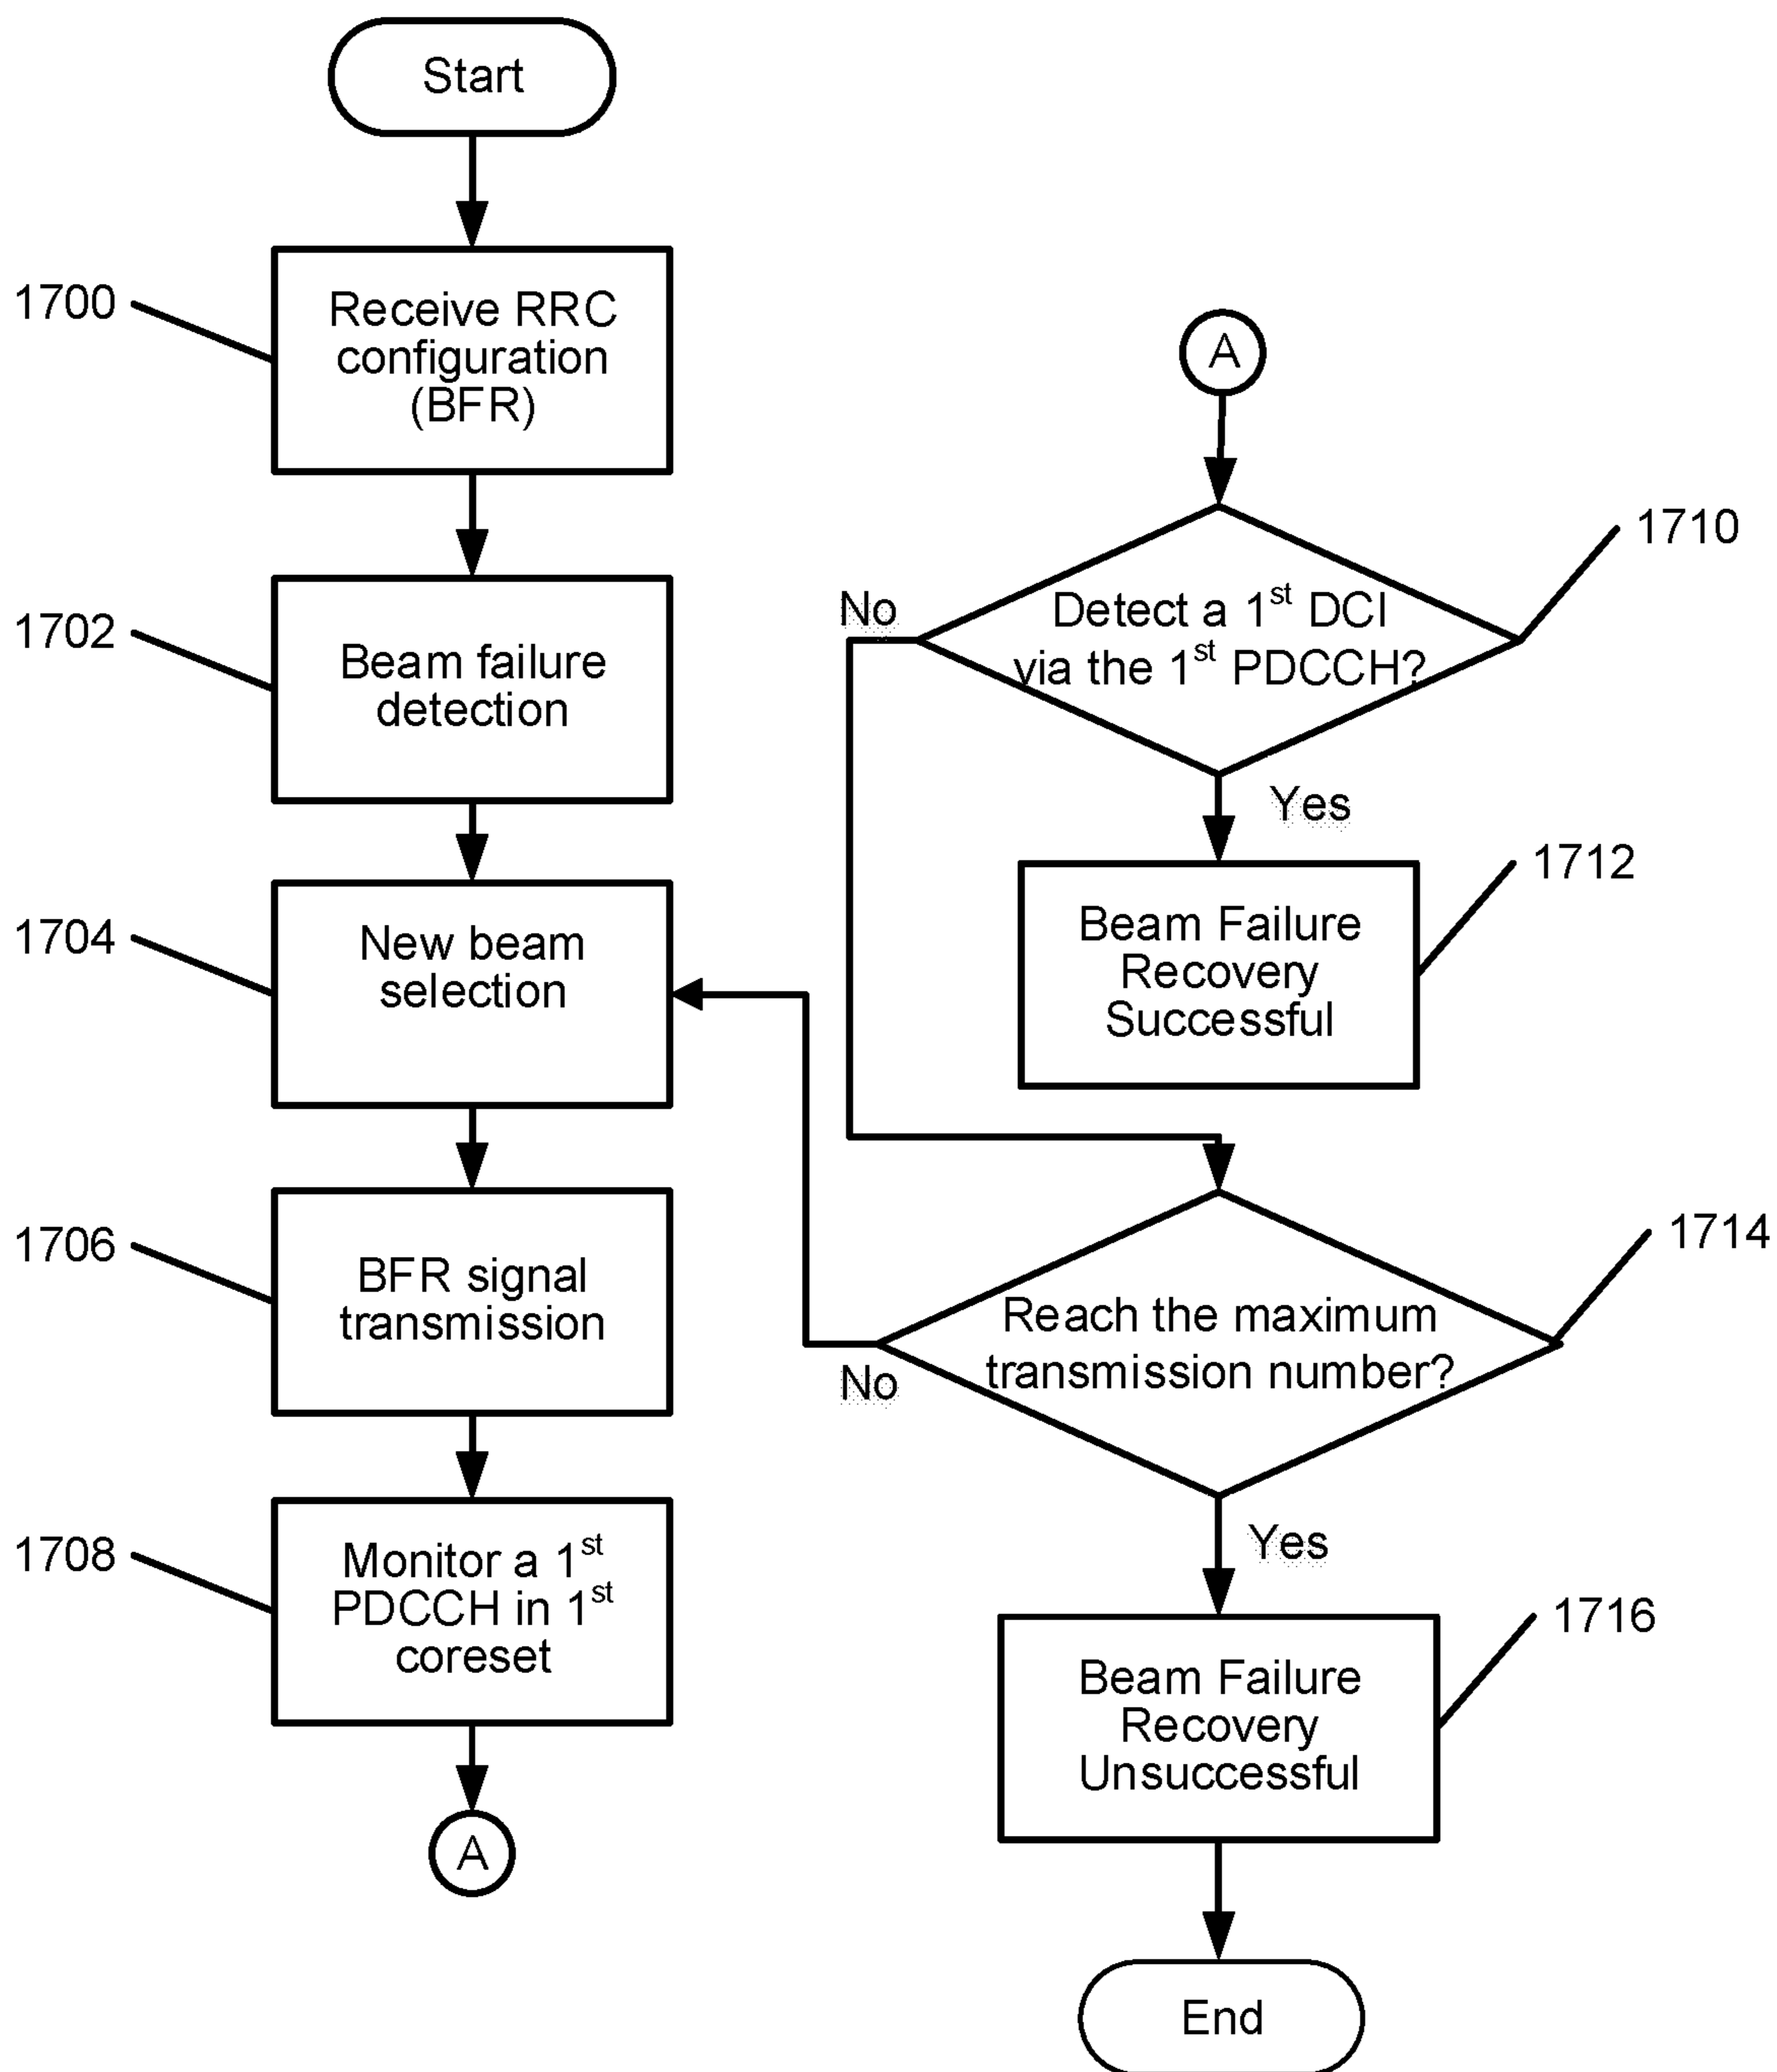 Start
1700
Receive RRC
configuration
(BFR)
1702
Beam failure
detection
1704
New beam
selection
1706
BFR signal
transmission
1708
Monitor a 1st
PDCCH in 1st
coreset
A
A
1710
No
Detect a 1st DCI
via the 1st PDCCH?
Yes
1712
Beam Failure
Recovery
Successful
1714
Reach the maximum
transmission number?
No
Yes
1716
Beam Failure
Recovery
Unsuccessful
End